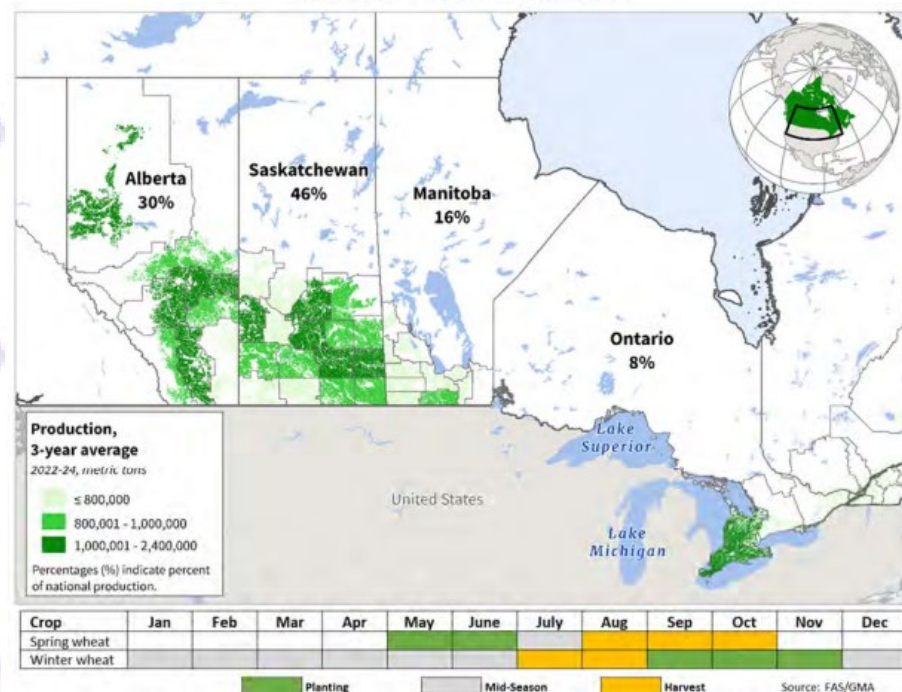 Alberta
30%
Saskatchewan
46%
Manitoba
16%
Ontario
8%
Lake
Superior
United States
Lake
Michigan
Production,
3-year average
2022-24, metric tons
≤ 800,000
800,001 - 1,000,000
1,000,001 - 2,400,000
Percentages (%) indicate percent
of national production.
Crop Jan Feb Mar Apr May June July Aug Sep Oct Nov Dec
Spring wheat
Winter wheat
Planting Mid-Season Harvest Source: FAS/GMA